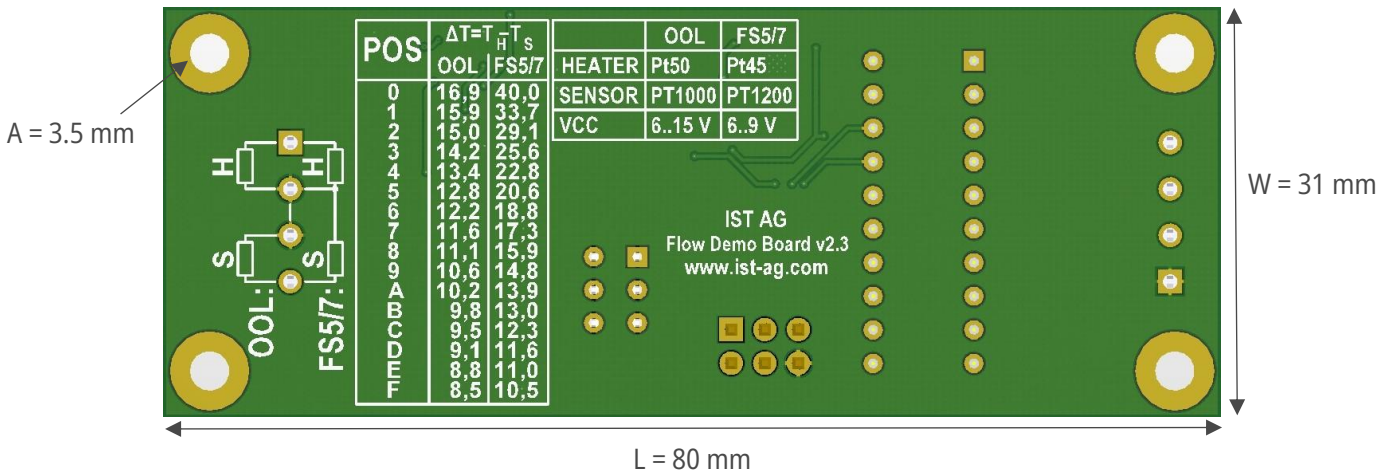 A = 3.5 mm
POS ΔT=T H-T S
OOL FS5/7
0 16,9 40,0
1 15,9 33,7
2 15,0 29,1
3 14,2 25,6
4 13,4 22,8
5 12,8 20,6
6 12,2 18,8
7 11,6 17,3
8 11,1 15,9
9 10,6 14,8
A 10,2 13,9
B 9,8 13,0
C 9,5 12,3
D 9,1 11,6
E 8,8 11,0
F 8,5 10,5
OOL FS5/7
HEATER Pt50 Pt45
SENSOR PT1000 PT1200
VCC 6..15 V 6..9 V
H H
S S
OOL:
FS5/7:
IST AG
Flow Demo Board v2.3
www.ist-ag.com
W = 31 mm
L = 80 mm